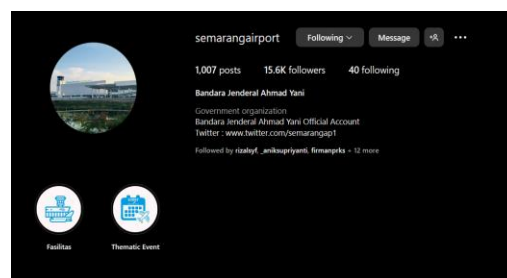 semarangairport Following Message
1,007 posts 15.6K followers 40 following
Bandara Jenderal Ahmad Yani
Government organization
Bandara Jenderal Ahmad Yani Official Account
Twitter : www.twitter.com/semarangap1
Followed by rizalsyf, _aniksupriyanti, firmanprks + 12 more
Fasilitas Thematic Event